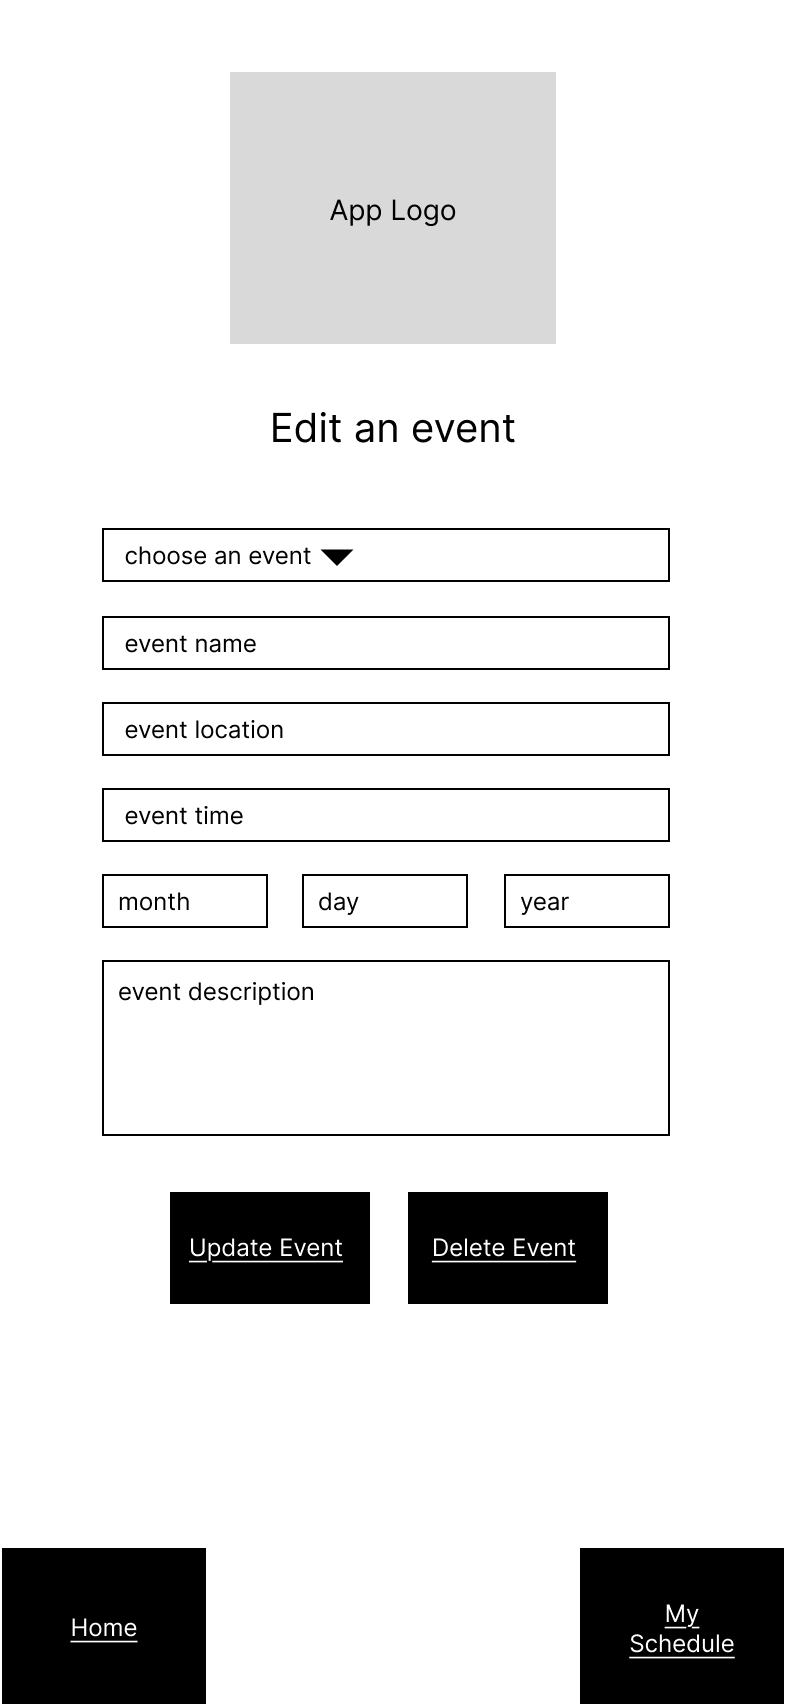 App Logo
Edit an event
choose an event
event name
event location
event time
month
day
year
event description
Update Event
Delete Event
Home
My
Schedule